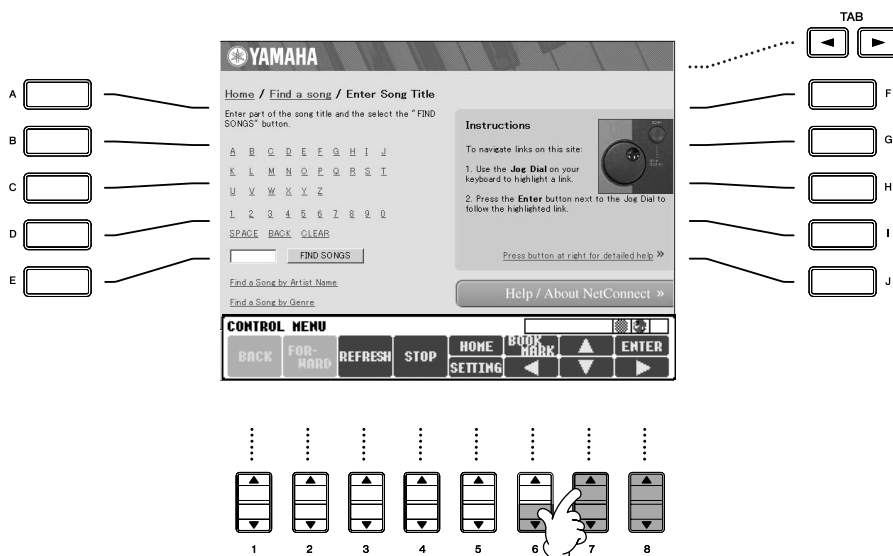 TAB
YAMAHA
Home / Find a song / Enter Song Title
Enter part of the song title and the select the "FIND
SONGS" button.
A B C D E F G H I J
K L M N O P Q R S T
U V W X Y Z
1 2 3 4 5 6 7 8 9 0
SPACE BACK CLEAR
FIND SONGS
Find a Song by Artist Name
Find a Song by Genre
Instructions
To navigate links on this site:
1. Use the Jog Dial on your
keyboard to highlight a link.
2. Press the Enter button next to the Jog Dial to
follow the highlighted link.
Press button at right for detailed help »
Help / About NetConnect »
A
B
C
D
E
F
G
H
I
J
CONTROL MENU
BACK FOR-WARD REFRESH STOP HOME BOOK MARK ENTER
SETTING
1 2 3 4 5 6 7 8